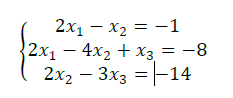 2x₁ − x₂ = −1
2x₁ − 4x₂ + x₃ = −8
2x₂ − 3x₃ = −14